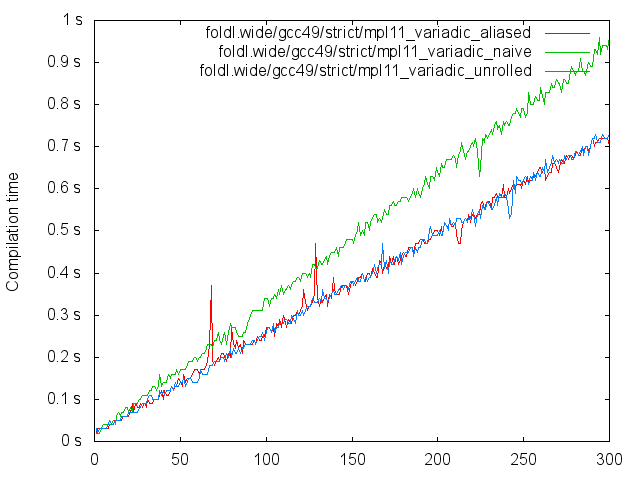 1 s
foldl.wide/gcc49/strict/mpl11_variadic_aliased
foldl.wide/gcc49/strict/mpl11_variadic_naive
foldl.wide/gcc49/strict/mpl11_variadic_unrolled
0.9 s
0.8 s
0.7 s
0.6 s
0.5 s
0.4 s
0.3 s
0.2 s
0.1 s
0 s
Compilation time
0 50 100 150 200 250 300